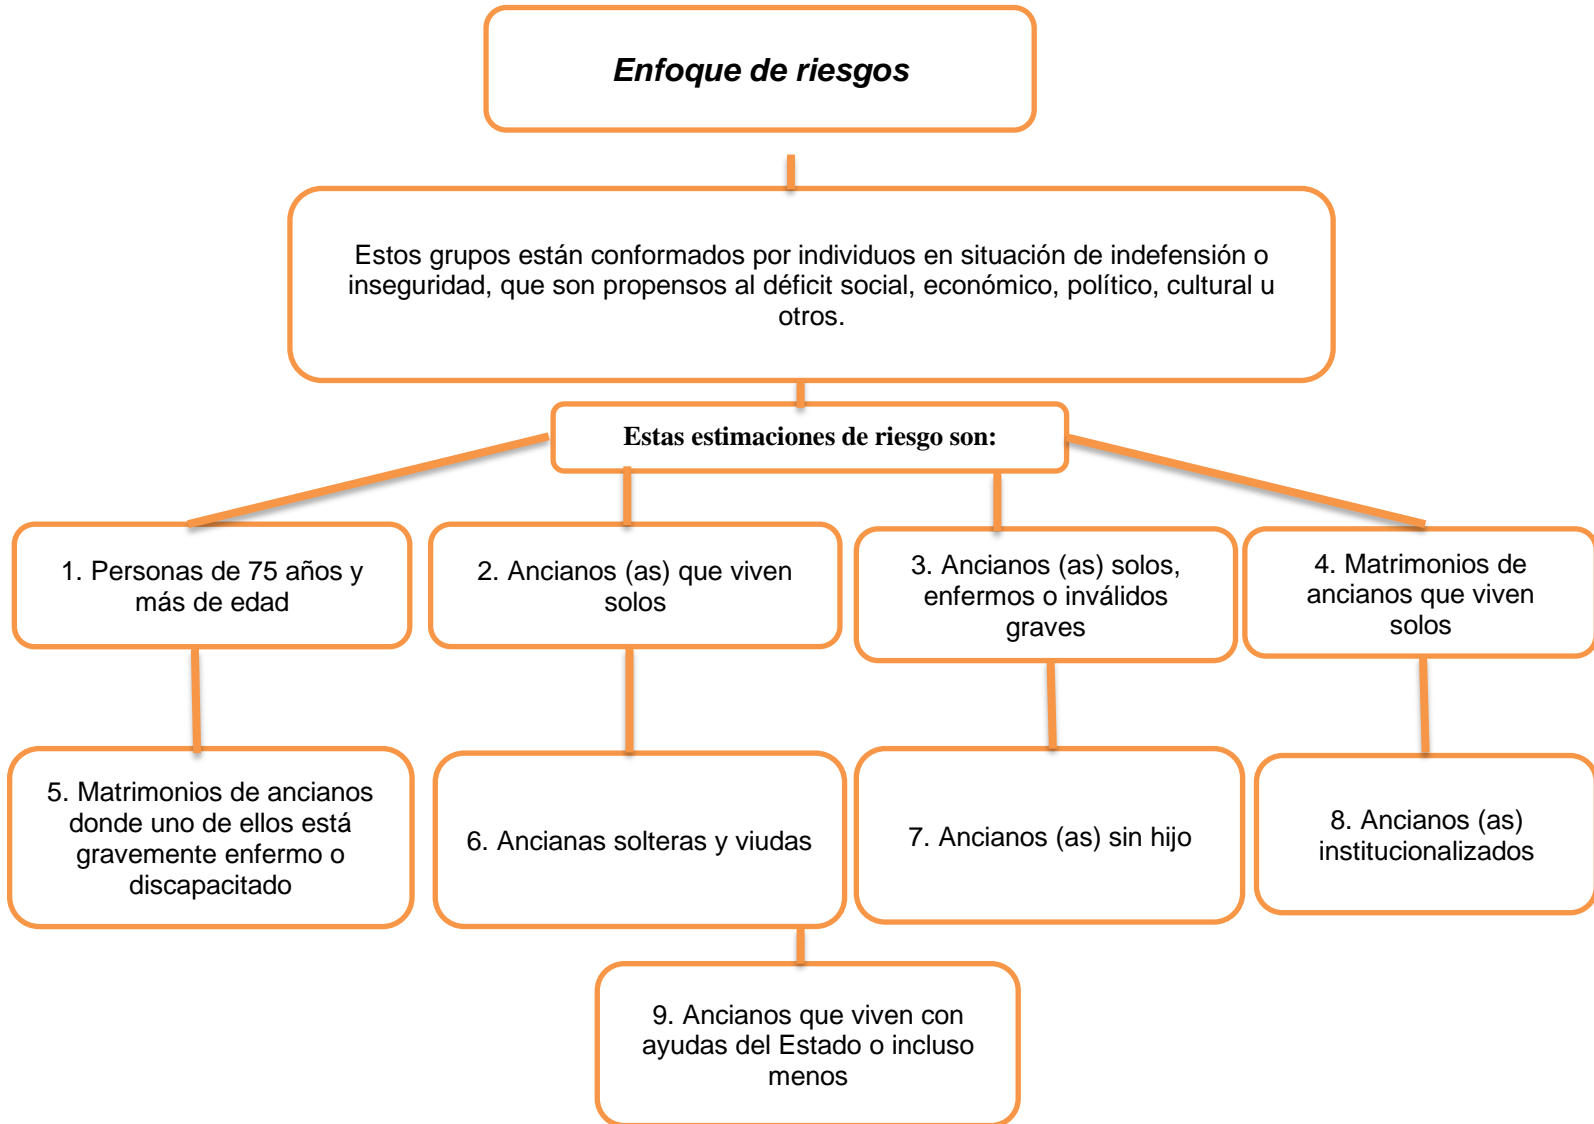 Enfoque de riesgos
Estos grupos están conformados por individuos en situación de indefensión o
inseguridad, que son propensos al déficit social, económico, político, cultural u
otros.
Estas estimaciones de riesgo son:
1. Personas de 75 años y
más de edad
2. Ancianos (as) que viven
solos
3. Ancianos (as) solos,
enfermos o inválidos
graves
4. Matrimonios de
ancianos que viven
solos
5. Matrimonios de ancianos
donde uno de ellos está
gravemente enfermo o
discapacitado
6. Ancianas solteras y viudas
7. Ancianos (as) sin hijo
8. Ancianos (as)
institucionalizados
9. Ancianos que viven con
ayudas del Estado o incluso
menos